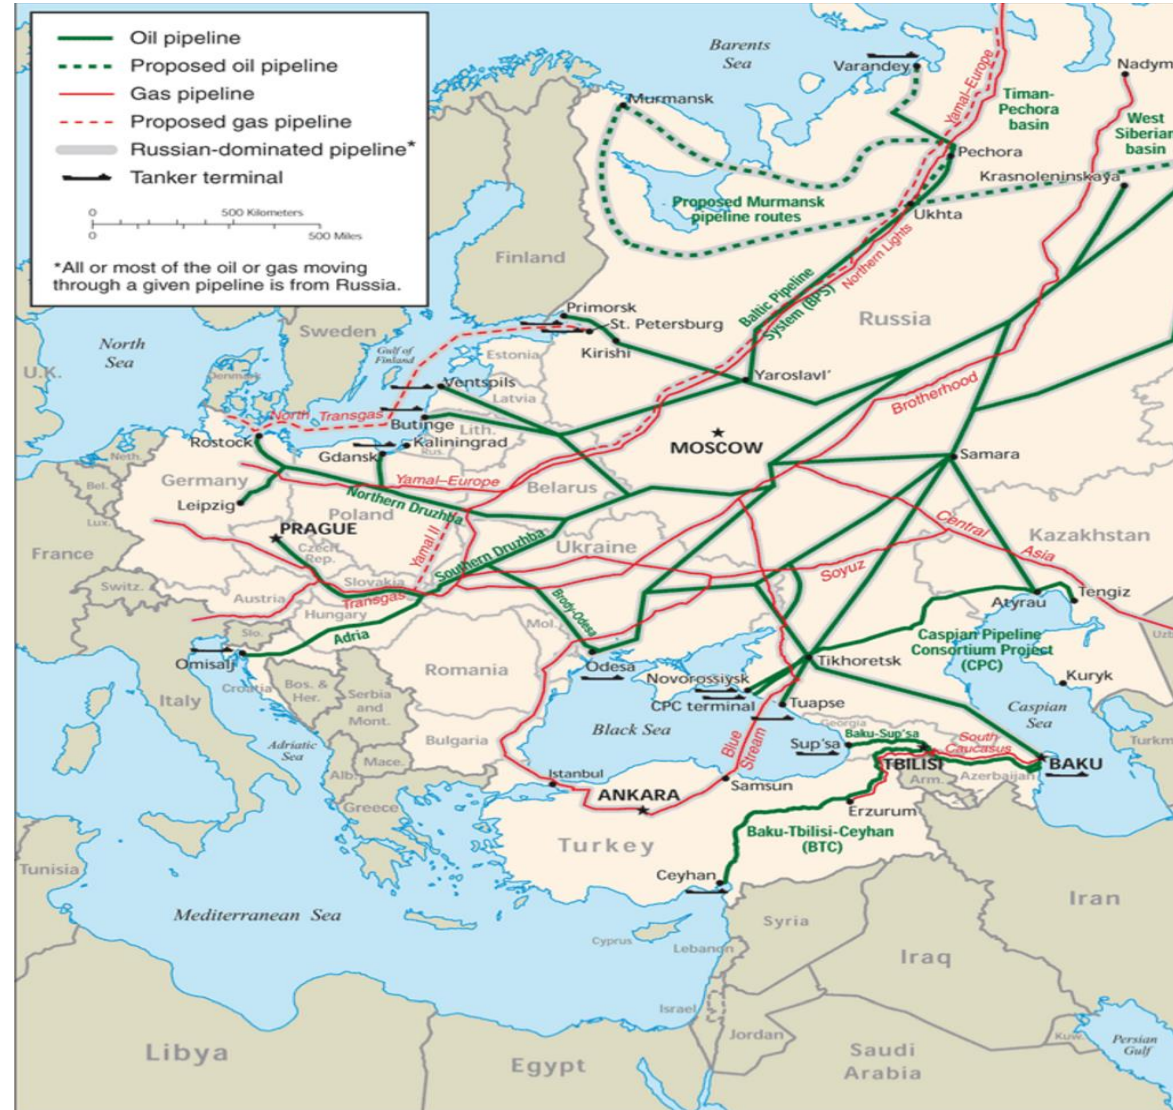 Oil pipeline
Proposed oil pipeline
Gas pipeline
Proposed gas pipeline
Russian-dominated pipeline*
Tanker terminal
0 500 Kilometers
0 500 Miles
*All or most of the oil or gas moving
through a given pipeline is from Russia.
Barents
Sea
Varandey
Nadym
Murmansk
Yamal–Europe
Timan-
Pechora
basin
West
Siberian
basin
Pechora
Krasnoleninskaya
Proposed Murmansk
pipeline routes
Ukhta
Northern Lights
Finland
Baltic Pipeline
System (BPS)
Primorsk
St. Petersburg
Kirishi
Russia
Sweden
North
Sea
Gulf of
Finland
Estonia
U.K.
Denmark
Ventspils
Latvia
Yaroslavl'
Brotherhood
North Transgas
Butinge
Lith.
Rostock
Kaliningrad
Rus.
Gdansk
MOSCOW
Samara
Neth.
Germany
Yamal–Europe
Belarus
Bel.
Leipzig
Northern Druzhba
Poland
Lux.
PRAGUE
Czech
Rep.
Yamal II
Southern Druzhba
Ukraine
Central
Asia
Kazakhstan
France
Slovakia
Soyuz
Switz.
Austria
Transgas
Hungary
Brody-Odesa
Atyrau
Tengiz
Slo.
Adria
Mol.
Uzb.
Caspian Pipeline
Consortium Project
(CPC)
Omisalj
Romania
Odesa
Tikhoretsk
Croatia
Bos. &
Her.
Serbia
and
Mont.
Novorossiysk
CPC terminal
Kuryk
Italy
Tuapse
Caspian
Sea
Black Sea
Georgia
Baku-Sup'sa
Adriatic
Sea
Bulgaria
Blue
Stream
Sup'sa
South
Caucasus
Turkm.
TBILISI
BAKU
Mace.
Alb.
Istanbul
Samsun
Arm.
Azerbaijan
ANKARA
Greece
Erzurum
Turkey
Baku-Tbilisi-Ceyhan
(BTC)
Tunisia
Ceyhan
Iran
Mediterranean Sea
Syria
Cyprus
Lebanon
Iraq
Israel
Jordan
Kuw.
Persian
Gulf
Libya
Egypt
Saudi
Arabia